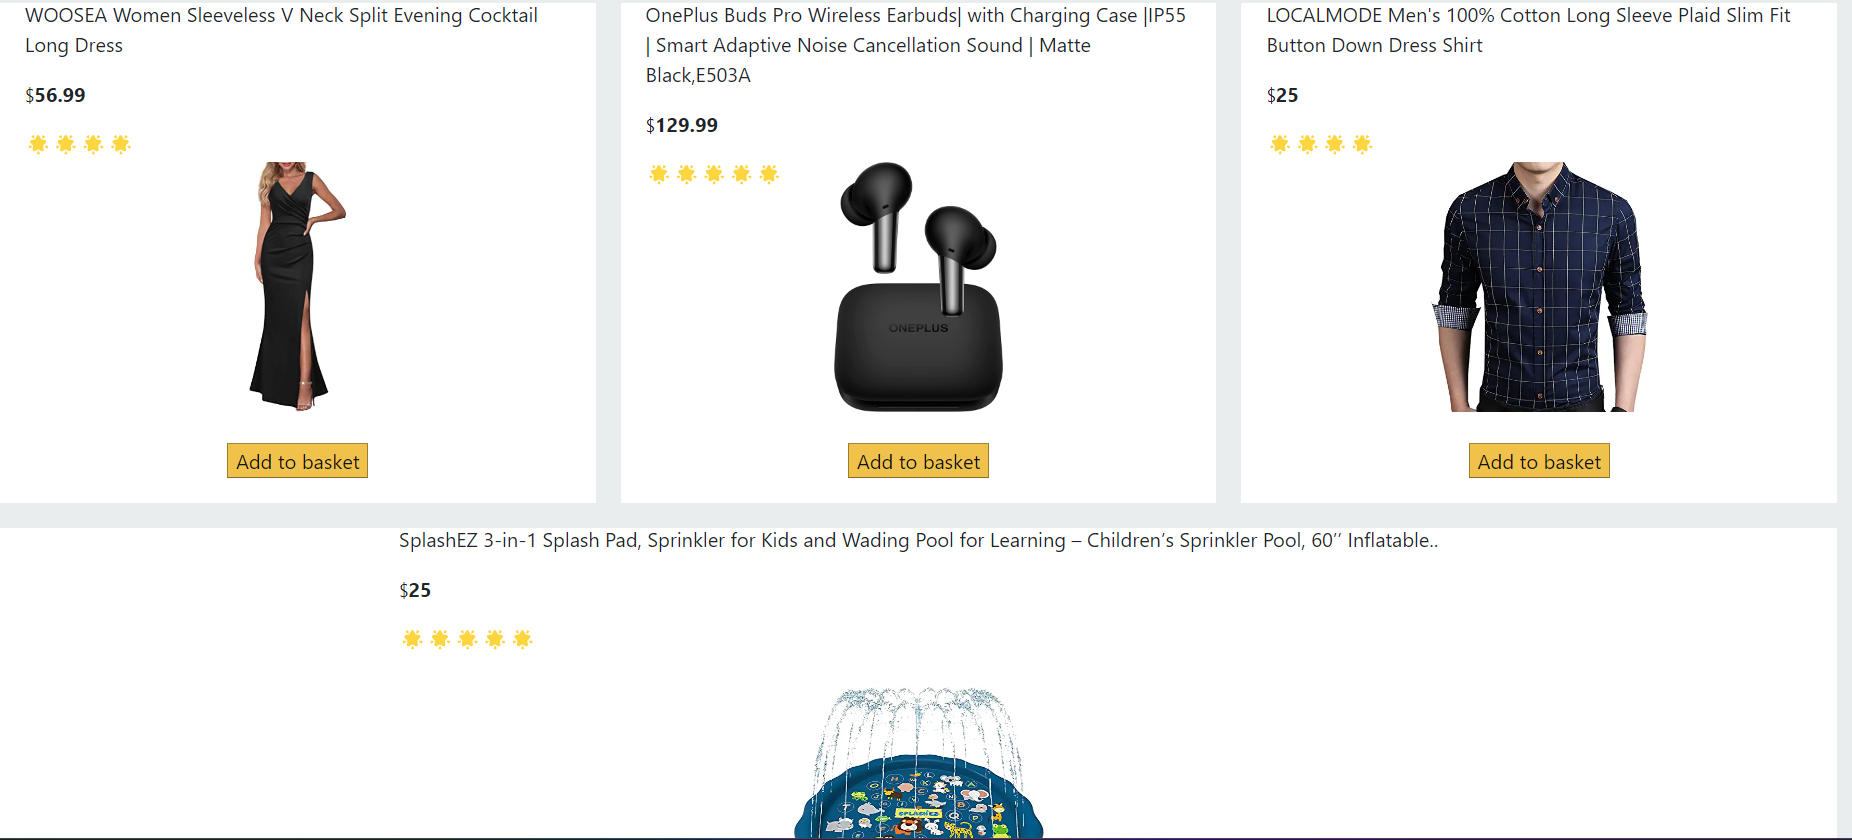 WOOSEA Women Sleeveless V Neck Split Evening Cocktail
Long Dress
$56.99
OnePlus Buds Pro Wireless Earbuds| with Charging Case |IP55
| Smart Adaptive Noise Cancellation Sound | Matte
Black,E503A
$129.99
LOCALMODE Men's 100% Cotton Long Sleeve Plaid Slim Fit
Button Down Dress Shirt
$25
ONEPLUS
Add to basket
Add to basket
Add to basket
SplashEZ 3-in-1 Splash Pad, Sprinkler for Kids and Wading Pool for Learning – Children’s Sprinkler Pool, 60’’ Inflatable..
$25
SPLASHEZ